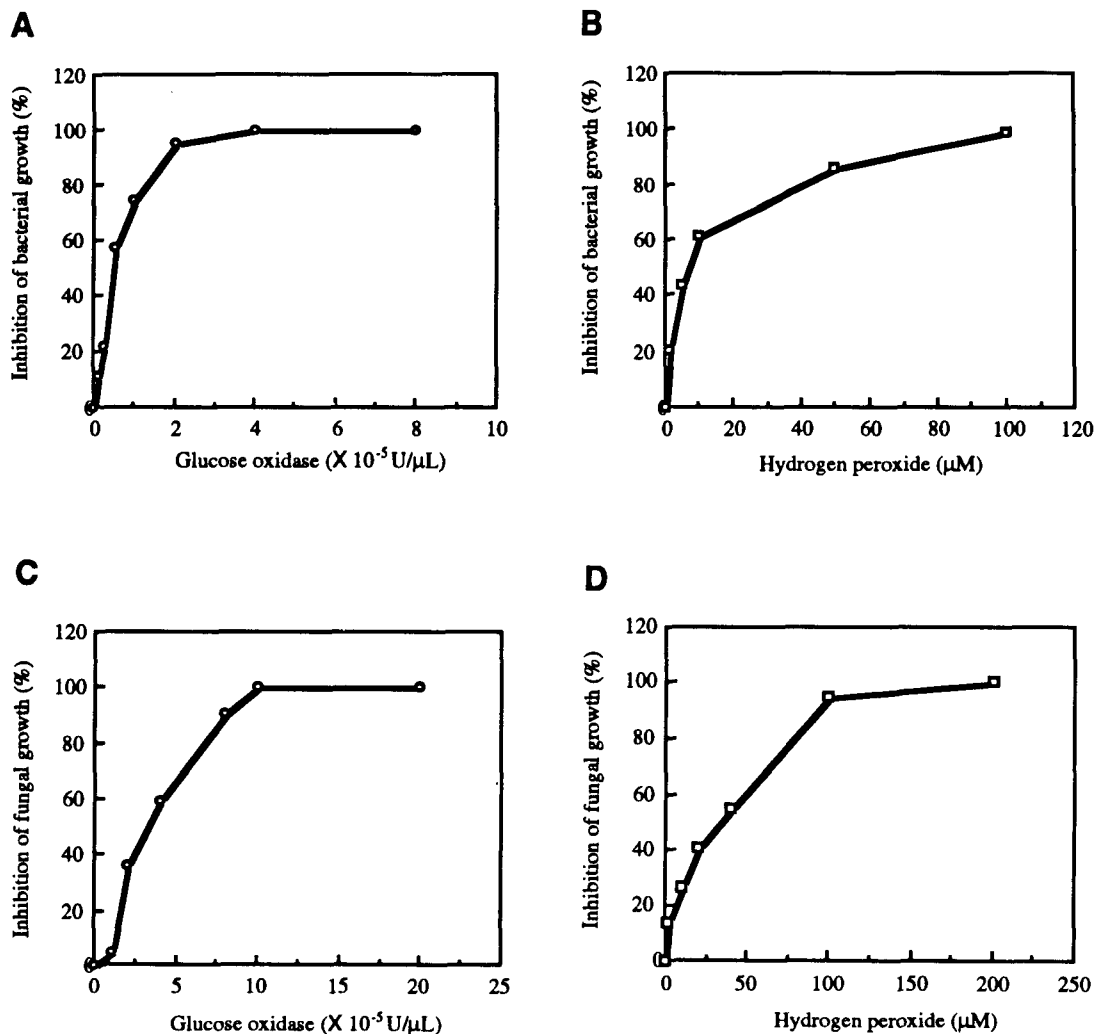 A
120
100
80
60
40
20
0
Inhibition of bacterial growth (%)
0 2 4 6 8 10
Glucose oxidase (X 10⁻⁵ U/μL)
B
120
100
80
60
40
20
0
Inhibition of bacterial growth (%)
0 20 40 60 80 100 120
Hydrogen peroxide (μM)
C
120
100
80
60
40
20
0
Inhibition of fungal growth (%)
0 5 10 15 20 25
Glucose oxidase (X 10⁻⁵ U/μL)
D
120
100
80
60
40
20
0
Inhibition of fungal growth (%)
0 50 100 150 200 250
Hydrogen peroxide (μM)